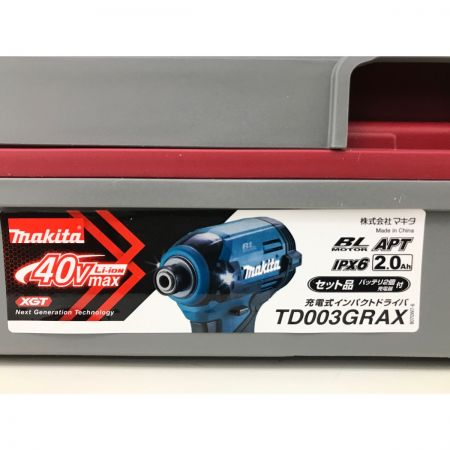 makita
40Vmax
Li-ion
XGT
Next Generation Technology
makita
株式会社マキタ
Made in China
BL MOTOR APT
IPX6 2.0Ah
セット品 バッテリ2個 充電器 付
充電式インパクトドライバ
TD003GRAX